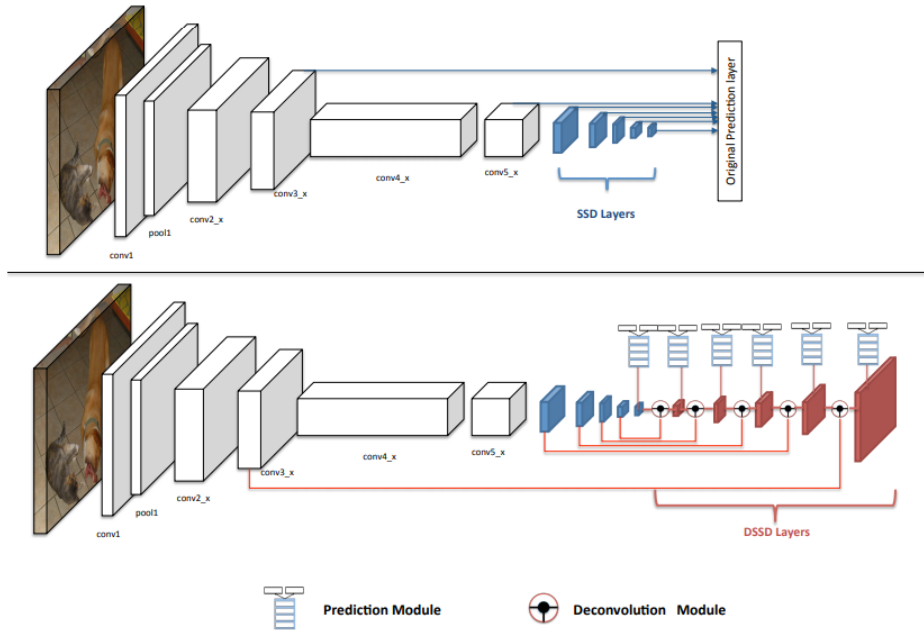 Original Prediction layer
conv4_x
conv5_x
conv3_x
SSD Layers
conv2_x
pool1
conv1
conv4_x
conv5_x
conv3_x
conv2_x
pool1
conv1
DSSD Layers
Prediction Module
Deconvolution Module